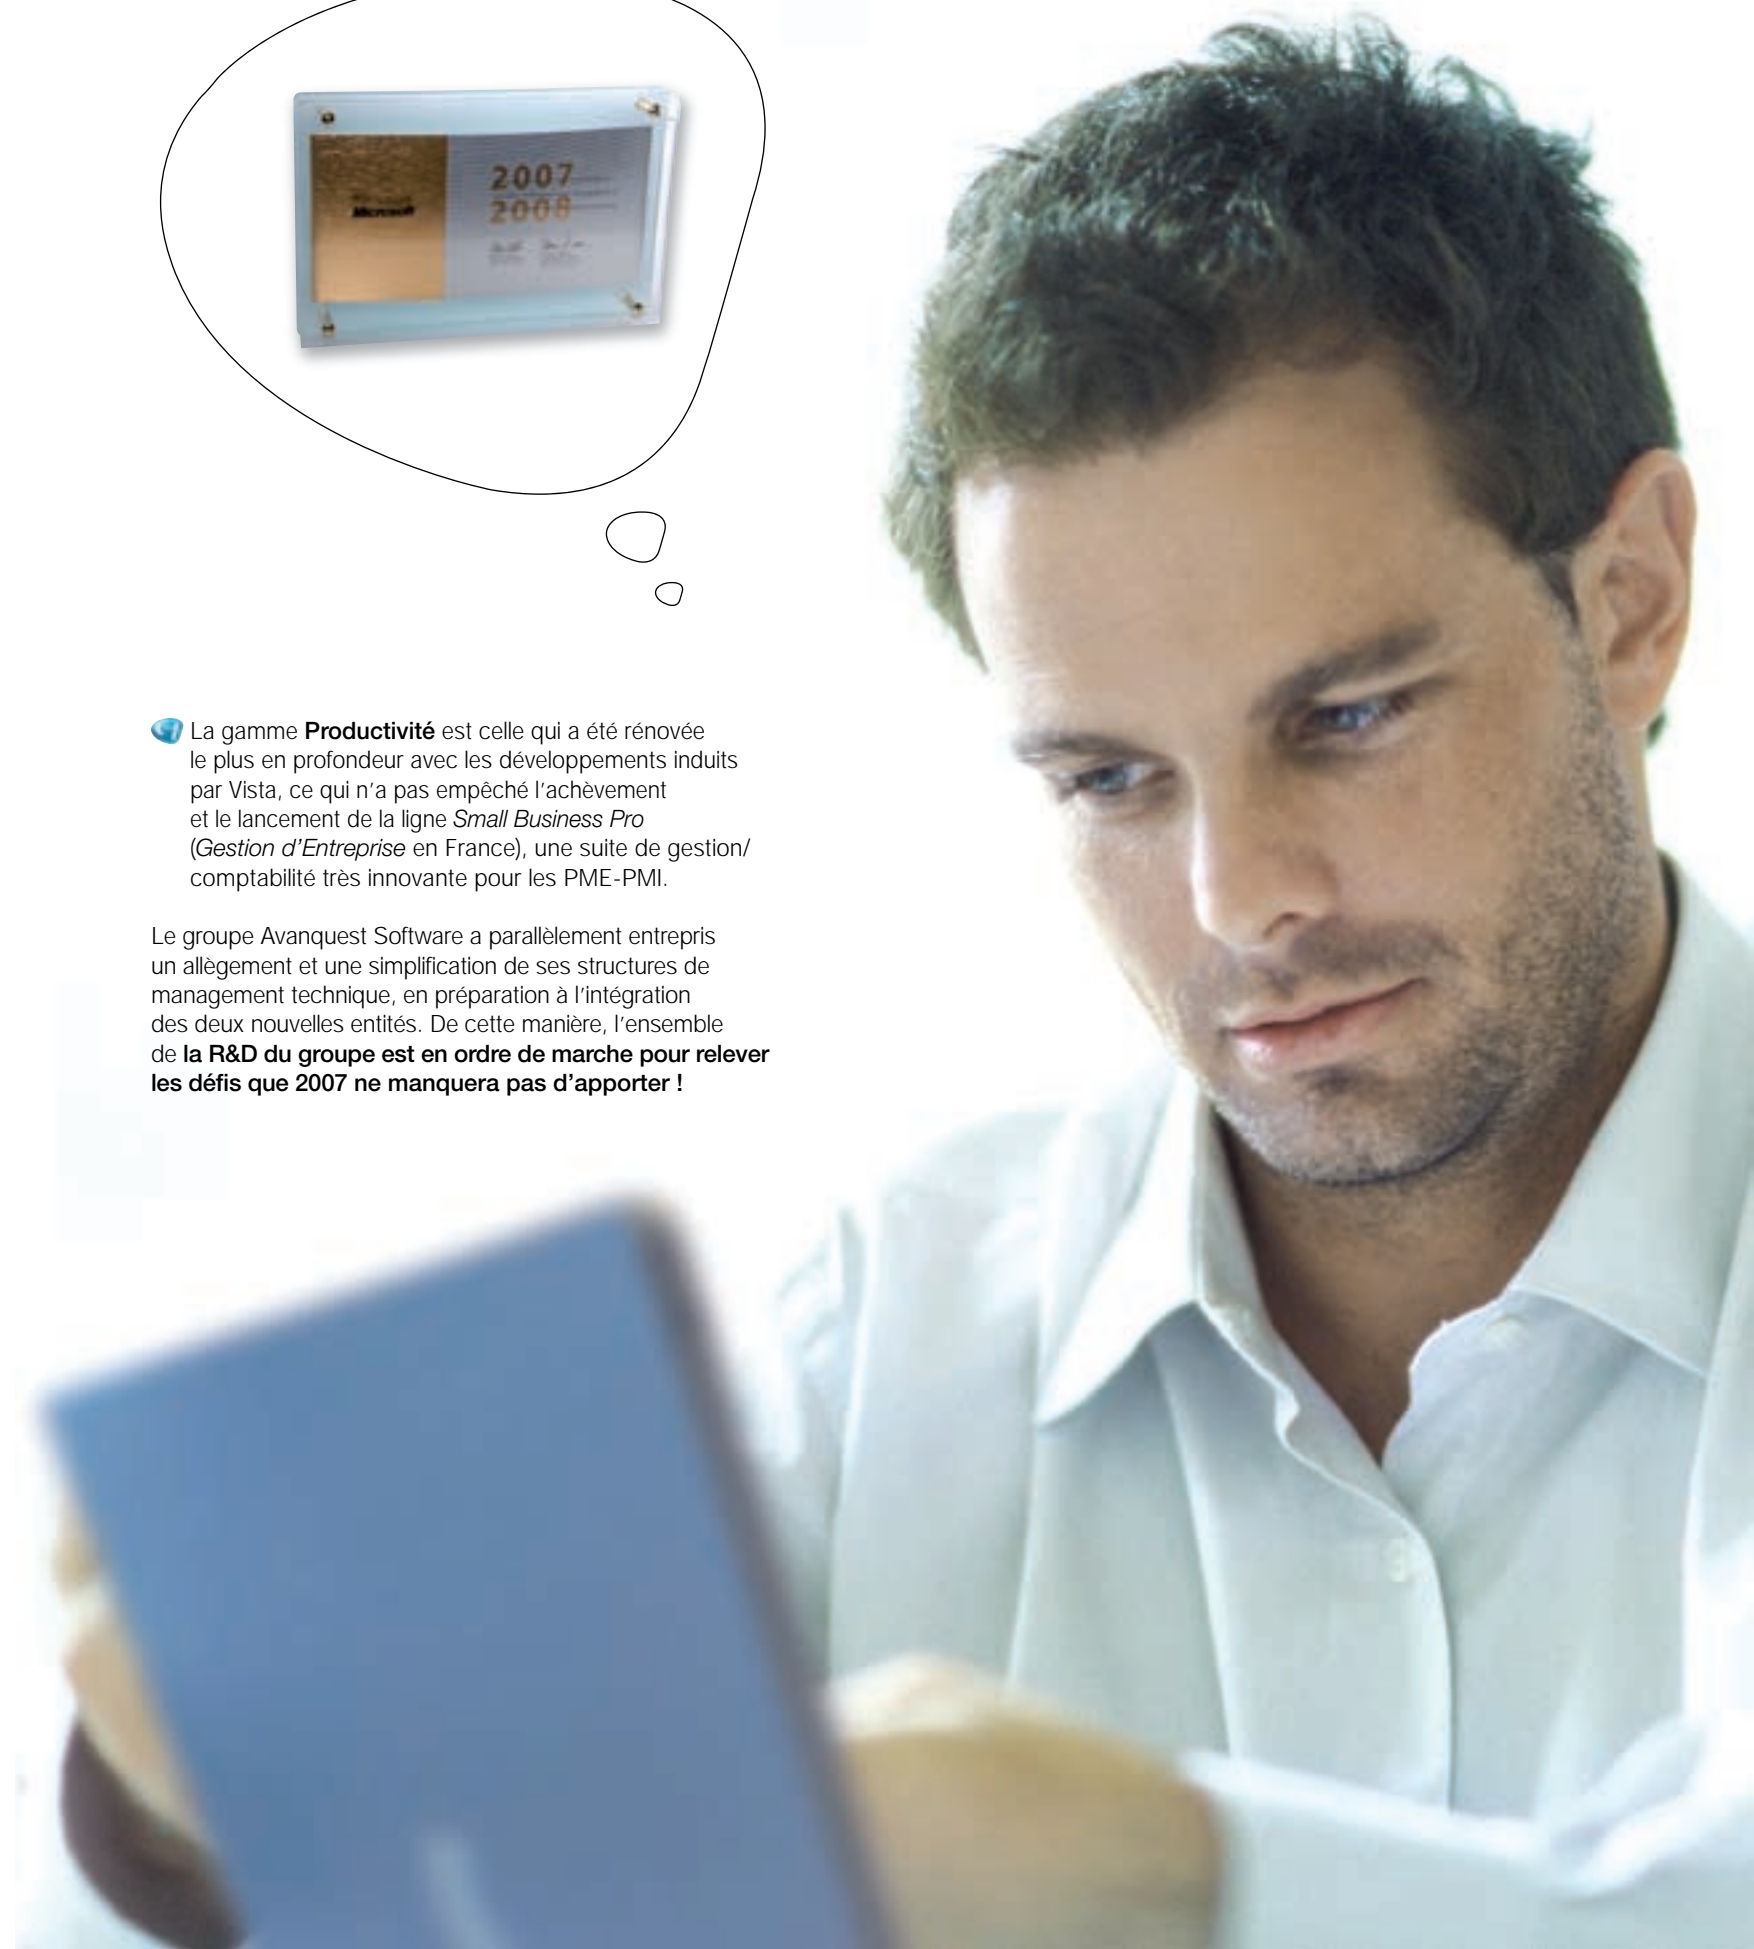 Microsoft
2007
2008
La gamme Productivité est celle qui a été rénovée
le plus en profondeur avec les développements induits
par Vista, ce qui n'a pas empêché l'achèvement
et le lancement de la ligne Small Business Pro
(Gestion d'Entreprise en France), une suite de gestion/
comptabilité très innovante pour les PME-PMI.
Le groupe Avanquest Software a parallèlement entrepris
un allègement et une simplification de ses structures de
management technique, en préparation à l'intégration
des deux nouvelles entités. De cette manière, l'ensemble
de la R&D du groupe est en ordre de marche pour relever
les défis que 2007 ne manquera pas d'apporter !